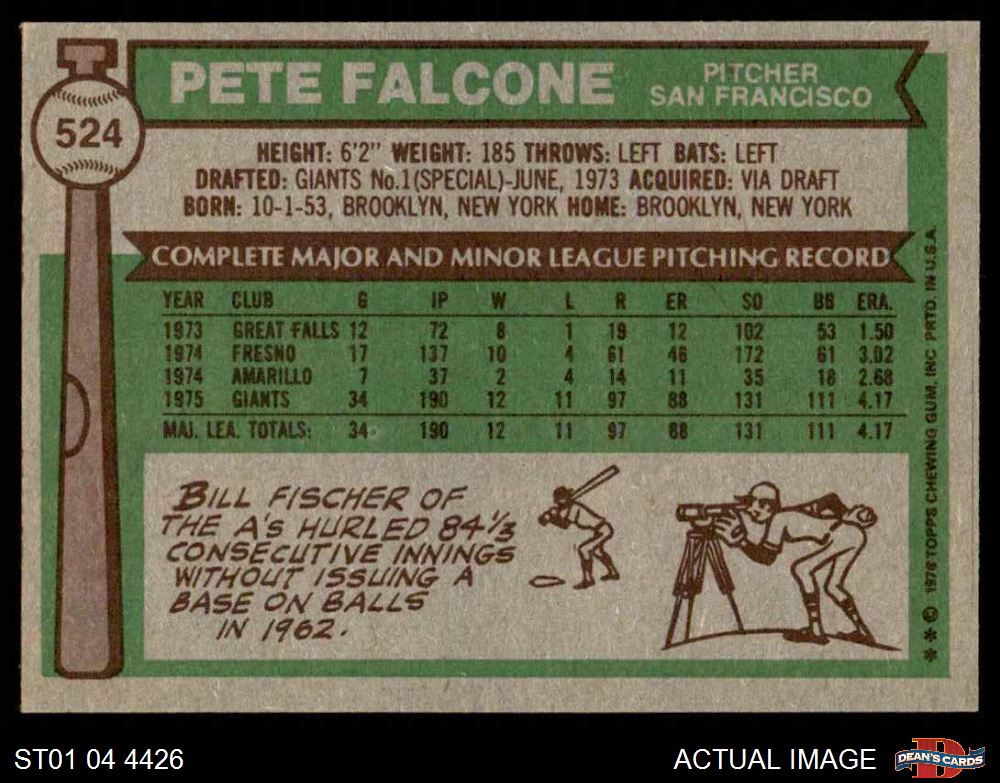 PETE FALCONE
PITCHER
SAN FRANCISCO
524
HEIGHT: 6'2" WEIGHT: 185 THROWS: LEFT BATS: LEFT
DRAFTED: GIANTS No.1(SPECIAL)-JUNE, 1973 ACQUIRED: VIA DRAFT
BORN: 10-1-53, BROOKLYN, NEW YORK HOME: BROOKLYN, NEW YORK
COMPLETE MAJOR AND MINOR LEAGUE PITCHING RECORD
YEAR CLUB G IP W L R ER SO BB ERA.
1973 GREAT FALLS 12 72 8 1 19 12 102 53 1.50
1974 FRESNO 17 137 10 4 61 46 172 61 3.02
1974 AMARILLO 7 37 2 4 14 11 35 18 2.68
1975 GIANTS 34 190 12 11 97 88 131 111 4.17
MAJ. LEA. TOTALS: 34 190 12 11 97 88 131 111 4.17
BILL FISCHER OF
THE A'S HURLED 84 1/3
CONSECUTIVE INNINGS
WITHOUT ISSUING A
BASE ON BALLS
IN 1962.
** © 1976 TOPPS CHEWING GUM, INC PRTD. IN U.S.A.
ST01 04 4426
ACTUAL IMAGE
D
DEAN'S CARDS